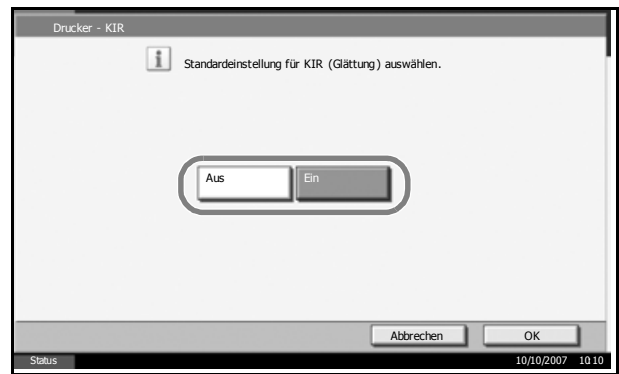 Drucker - KIR
Standardeinstellung für KIR (Glättung) auswählen.
Aus
Ein
Abbrechen
OK
Status
10/10/2007 10:10